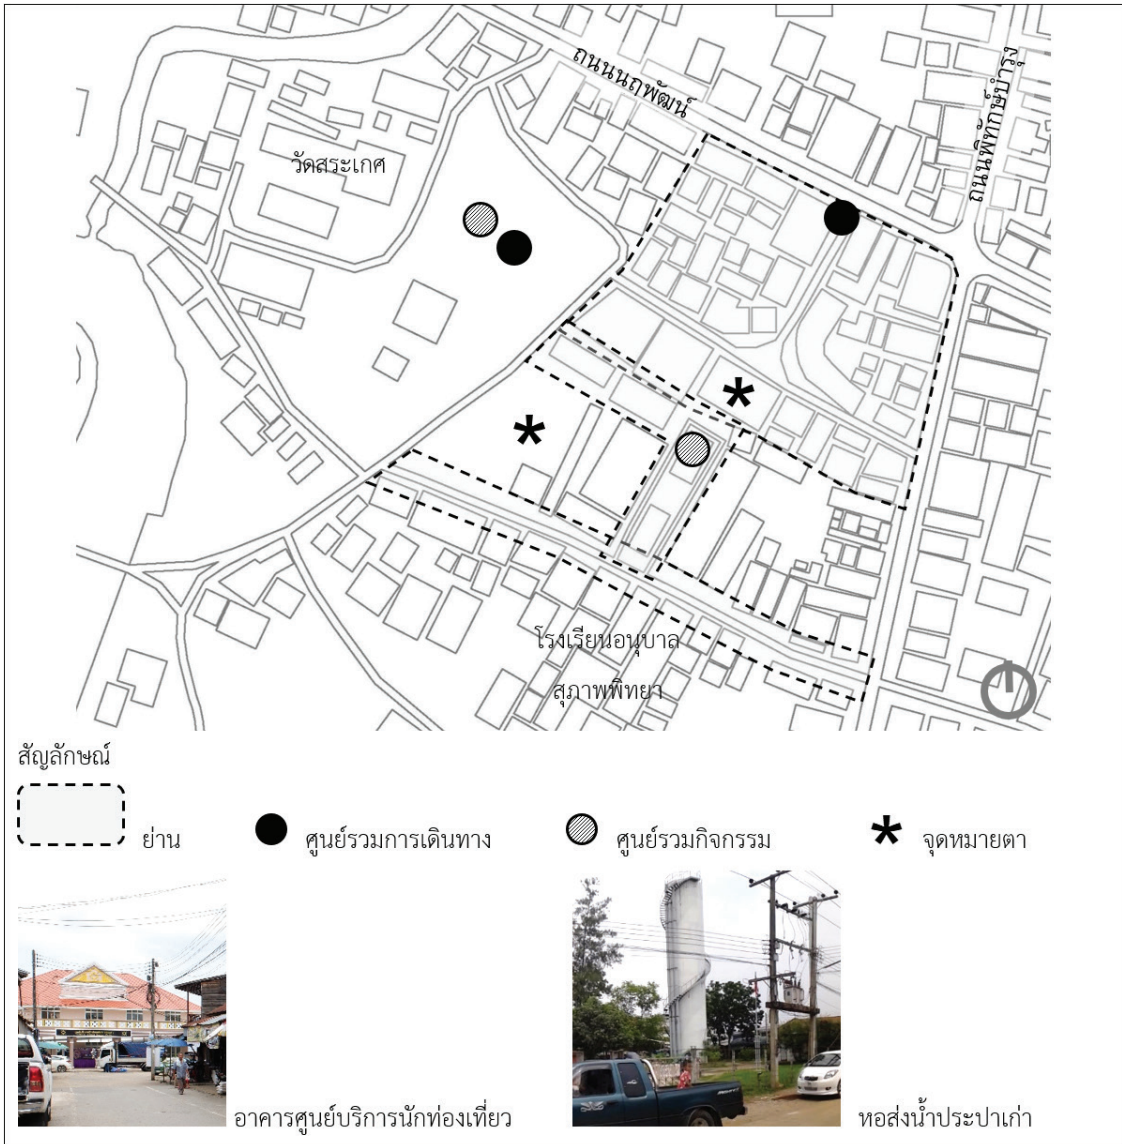 ถนนนฤพัฒน์
ถนนพิทักษ์บำรุง
วัดสระเกศ
โรงเรียนอนุบาล
สุภาพพิทยา
สัญลักษณ์
ย่าน
ศูนย์รวมการเดินทาง
ศูนย์รวมกิจกรรม
จุดหมายตา
อาคารศูนย์บริการนักท่องเที่ยว
หอส่งน้ำประปาเก่า